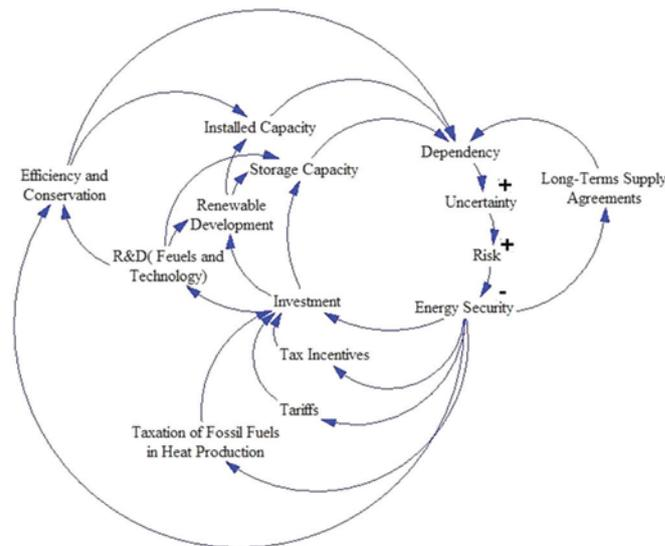 Installed Capacity
Dependency
Storage Capacity
Efficiency and
Conservation
Long-Terms Supply
Agreements
+
Uncertainty
Renewable
Development
+
Risk
R&D( Feuels and
Technology)
-
Investment
Energy Security
Tax Incentives
Tariffs
Taxation of Fossil Fuels
in Heat Production